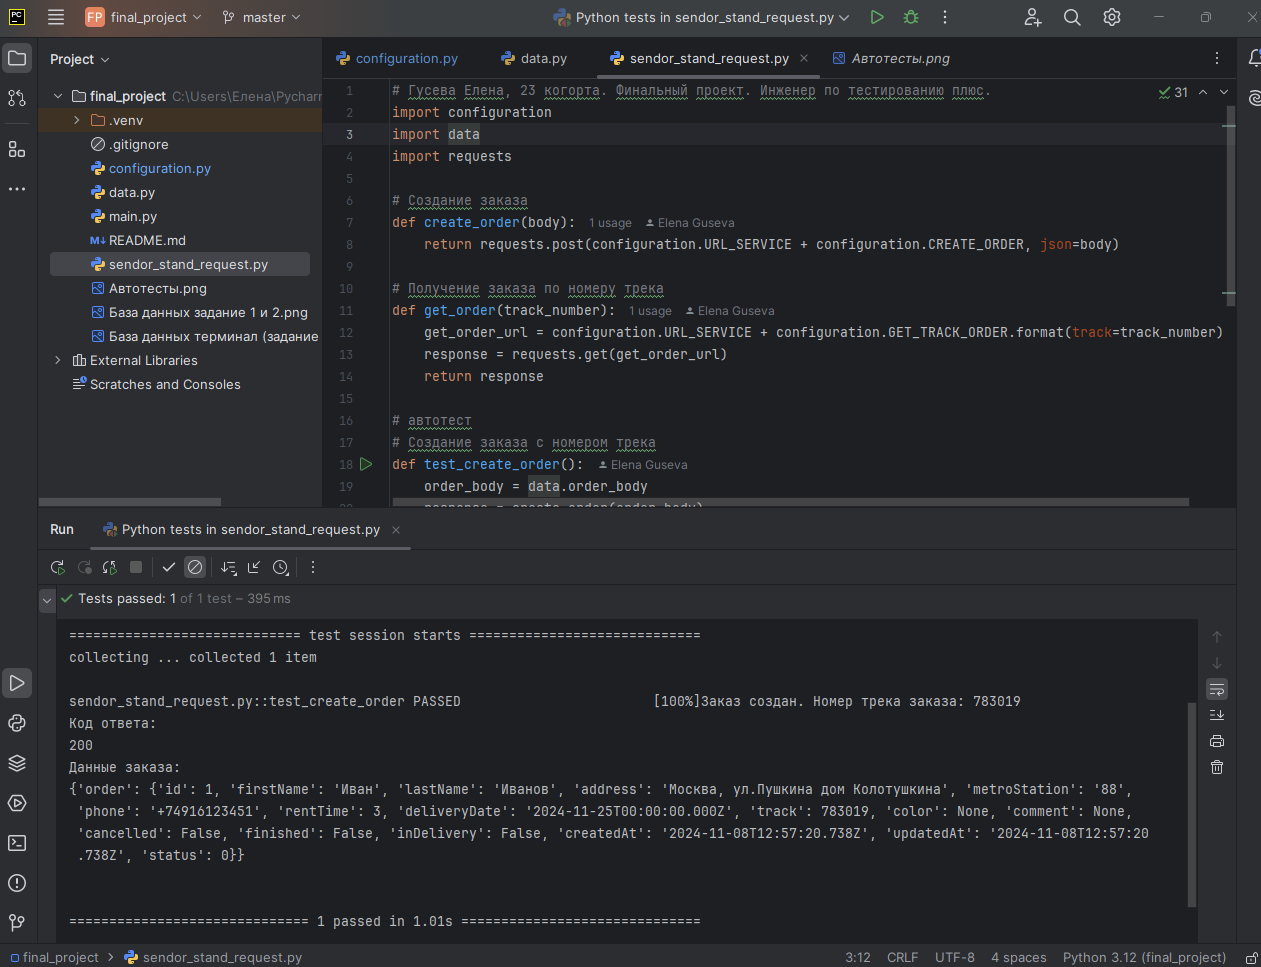 PC
FP final_project
master
Python tests in sendor_stand_request.py
Project
final_project C:\Users\Елена\Pycharr
.venv
.gitignore
configuration.py
data.py
main.py
M↓ README.md
sendor_stand_request.py
Автотесты.png
База данных задание 1 и 2.png
База данных терминал (задание
External Libraries
Scratches and Consoles
configuration.py
data.py
sendor_stand_request.py
Автотесты.png
31
1 # Гусева Елена, 23 когорта. Финальный проект. Инженер по тестированию плюс.
2 import configuration
3 import data
4 import requests
5
6 # Создание заказа
7 def create_order(body): 1 usage Elena Guseva
8 return requests.post(configuration.URL_SERVICE + configuration.CREATE_ORDER, json=body)
9
10 # Получение заказа по номеру трека
11 def get_order(track_number): 1 usage Elena Guseva
12 get_order_url = configuration.URL_SERVICE + configuration.GET_TRACK_ORDER.format(track=track_number)
13 response = requests.get(get_order_url)
14 return response
15
16 # автотест
17 # Создание заказа с номером трека
18 def test_create_order(): Elena Guseva
19 order_body = data.order_body
20 response = create_order(order_body)
Run
Python tests in sendor_stand_request.py
Tests passed: 1 of 1 test – 395 ms
============================= test session starts =============================
collecting ... collected 1 item
sendor_stand_request.py::test_create_order PASSED [100%]Заказ создан. Номер трека заказа: 783019
Код ответа:
200
Данные заказа:
{'order': {'id': 1, 'firstName': 'Иван', 'lastName': 'Иванов', 'address': 'Москва, ул.Пушкина дом Колотушкина', 'metroStation': '88',
'phone': '+74916123451', 'rentTime': 3, 'deliveryDate': '2024-11-25T00:00:00.000Z', 'track': 783019, 'color': None, 'comment': None,
'cancelled': False, 'finished': False, 'inDelivery': False, 'createdAt': '2024-11-08T12:57:20.738Z', 'updatedAt': '2024-11-08T12:57:20
.738Z', 'status': 0}}
============================== 1 passed in 1.01s ==============================
final_project
sendor_stand_request.py
3:12
CRLF
UTF-8
4 spaces
Python 3.12 (final_project)